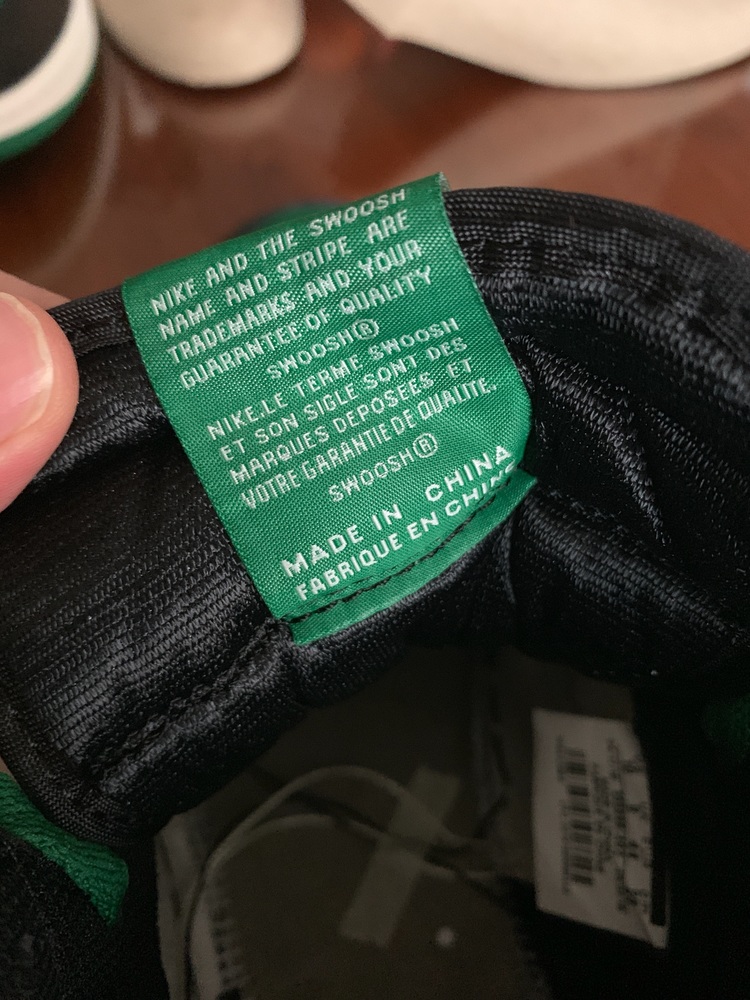 NIKE AND THE SWOOSH
NAME AND STRIPE ARE
TRADEMARKS AND YOUR
GUARANTEE OF QUALITY
SWOOSH®
NIKE.LE TERME SWOOSH
ET SON SIGLE SONT DES
MARQUES DEPOSEES ET
VOTRE GARANTIE DE QUALITE.
SWOOSH®
MADE IN CHINA
FABRIQUE EN CHINE